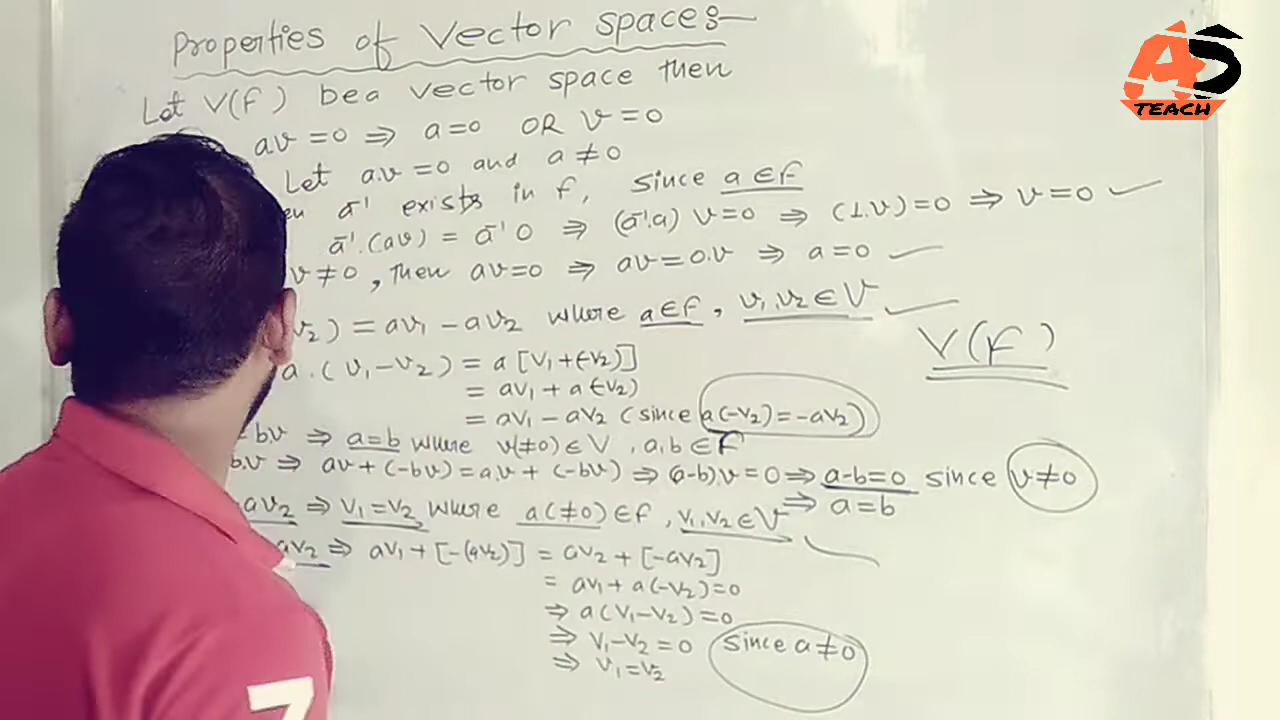 Properties of Vector spaces:-
Let V(F) be a vector space then
av=0 ⇒ a=0 OR v=0
Let a.v=0 and a≠0
a⁻¹ exists in F, since a∈F
a⁻¹.(av) = a⁻¹0 ⇒ (a⁻¹.a) v=0 ⇒ (1.v)=0 ⇒ v=0
v≠0, then av=0 ⇒ av=0.v ⇒ a=0
v₂) = av₁ - av₂ where a∈F, v₁,v₂∈V
a.(v₁-v₂) = a[v₁+(-v₂)]
= av₁ + a(-v₂)
= av₁ - av₂ (since a(-v₂)=-av₂)
bv ⇒ a=b where v(≠0)∈V, a,b∈F
b.v ⇒ av+(-bv)=a.v+(-bv) ⇒ (a-b).v=0 ⇒ a-b=0 since v≠0
⇒ a=b
av₂ ⇒ v₁=v₂ where a(≠0)∈F, v₁,v₂∈V
av₂ ⇒ av₁+[-(av₂)] = av₂+[-av₂]
= av₁+a(-v₂)=0
⇒ a(v₁-v₂)=0
⇒ v₁-v₂=0 since a≠0
⇒ v₁=v₂
V(F)
AS
TEACH
7